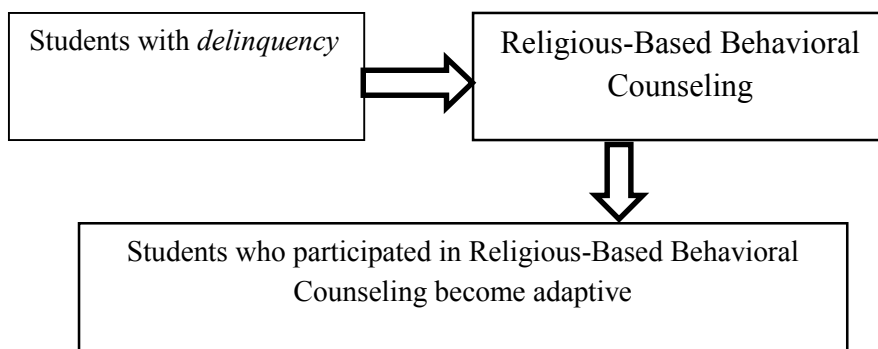 Students with delinquency
Religious-Based Behavioral
Counseling
Students who participated in Religious-Based Behavioral
Counseling become adaptive